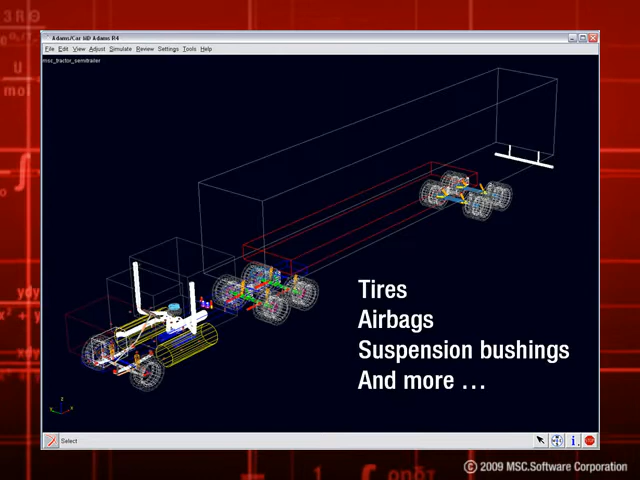 Adams/Car MD Adams R4
File Edit View Adjust Simulate Review Settings Tools Help
msc_tractor_semitrailer
Tires
Airbags
Suspension bushings
And more …
Select
© 2009 MSC.Software Corporation